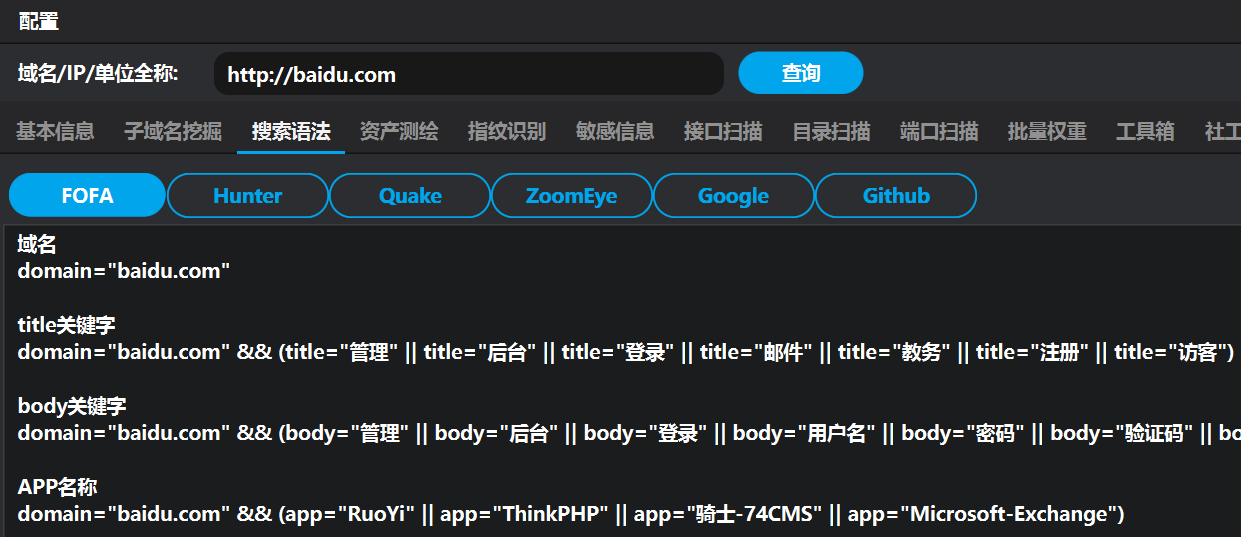 配置
域名/IP/单位全称: http://baidu.com 查询
基本信息 子域名挖掘 搜索语法 资产测绘 指纹识别 敏感信息 接口扫描 目录扫描 端口扫描 批量权重 工具箱 社工
FOFA Hunter Quake ZoomEye Google Github
域名
domain="baidu.com"
title关键字
domain="baidu.com" && (title="管理" || title="后台" || title="登录" || title="邮件" || title="教务" || title="注册" || title="访客")
body关键字
domain="baidu.com" && (body="管理" || body="后台" || body="登录" || body="用户名" || body="密码" || body="验证码" || bo
APP名称
domain="baidu.com" && (app="RuoYi" || app="ThinkPHP" || app="骑士-74CMS" || app="Microsoft-Exchange")